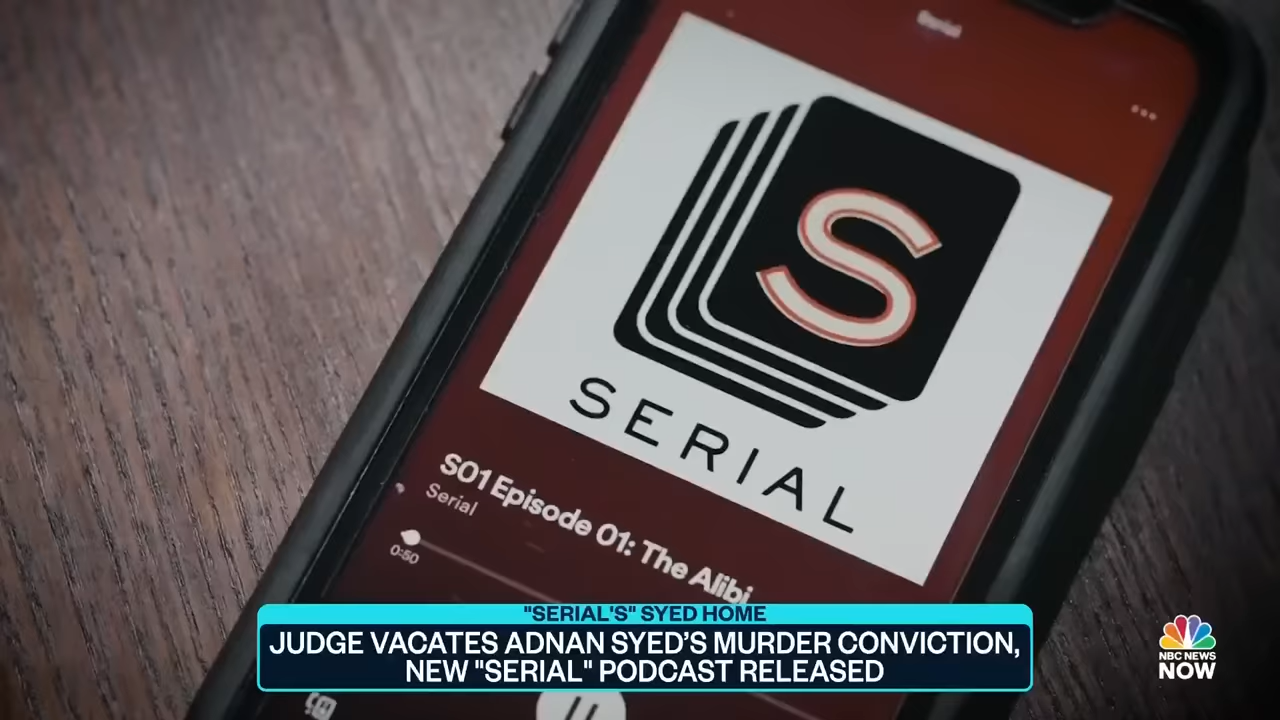 Serial
S
SERIAL
S01 Episode 01: The Alibi
Serial
0:50
"SERIAL'S" SYED HOME
JUDGE VACATES ADNAN SYED'S MURDER CONVICTION,
NEW "SERIAL" PODCAST RELEASED
NBC NEWS
NOW